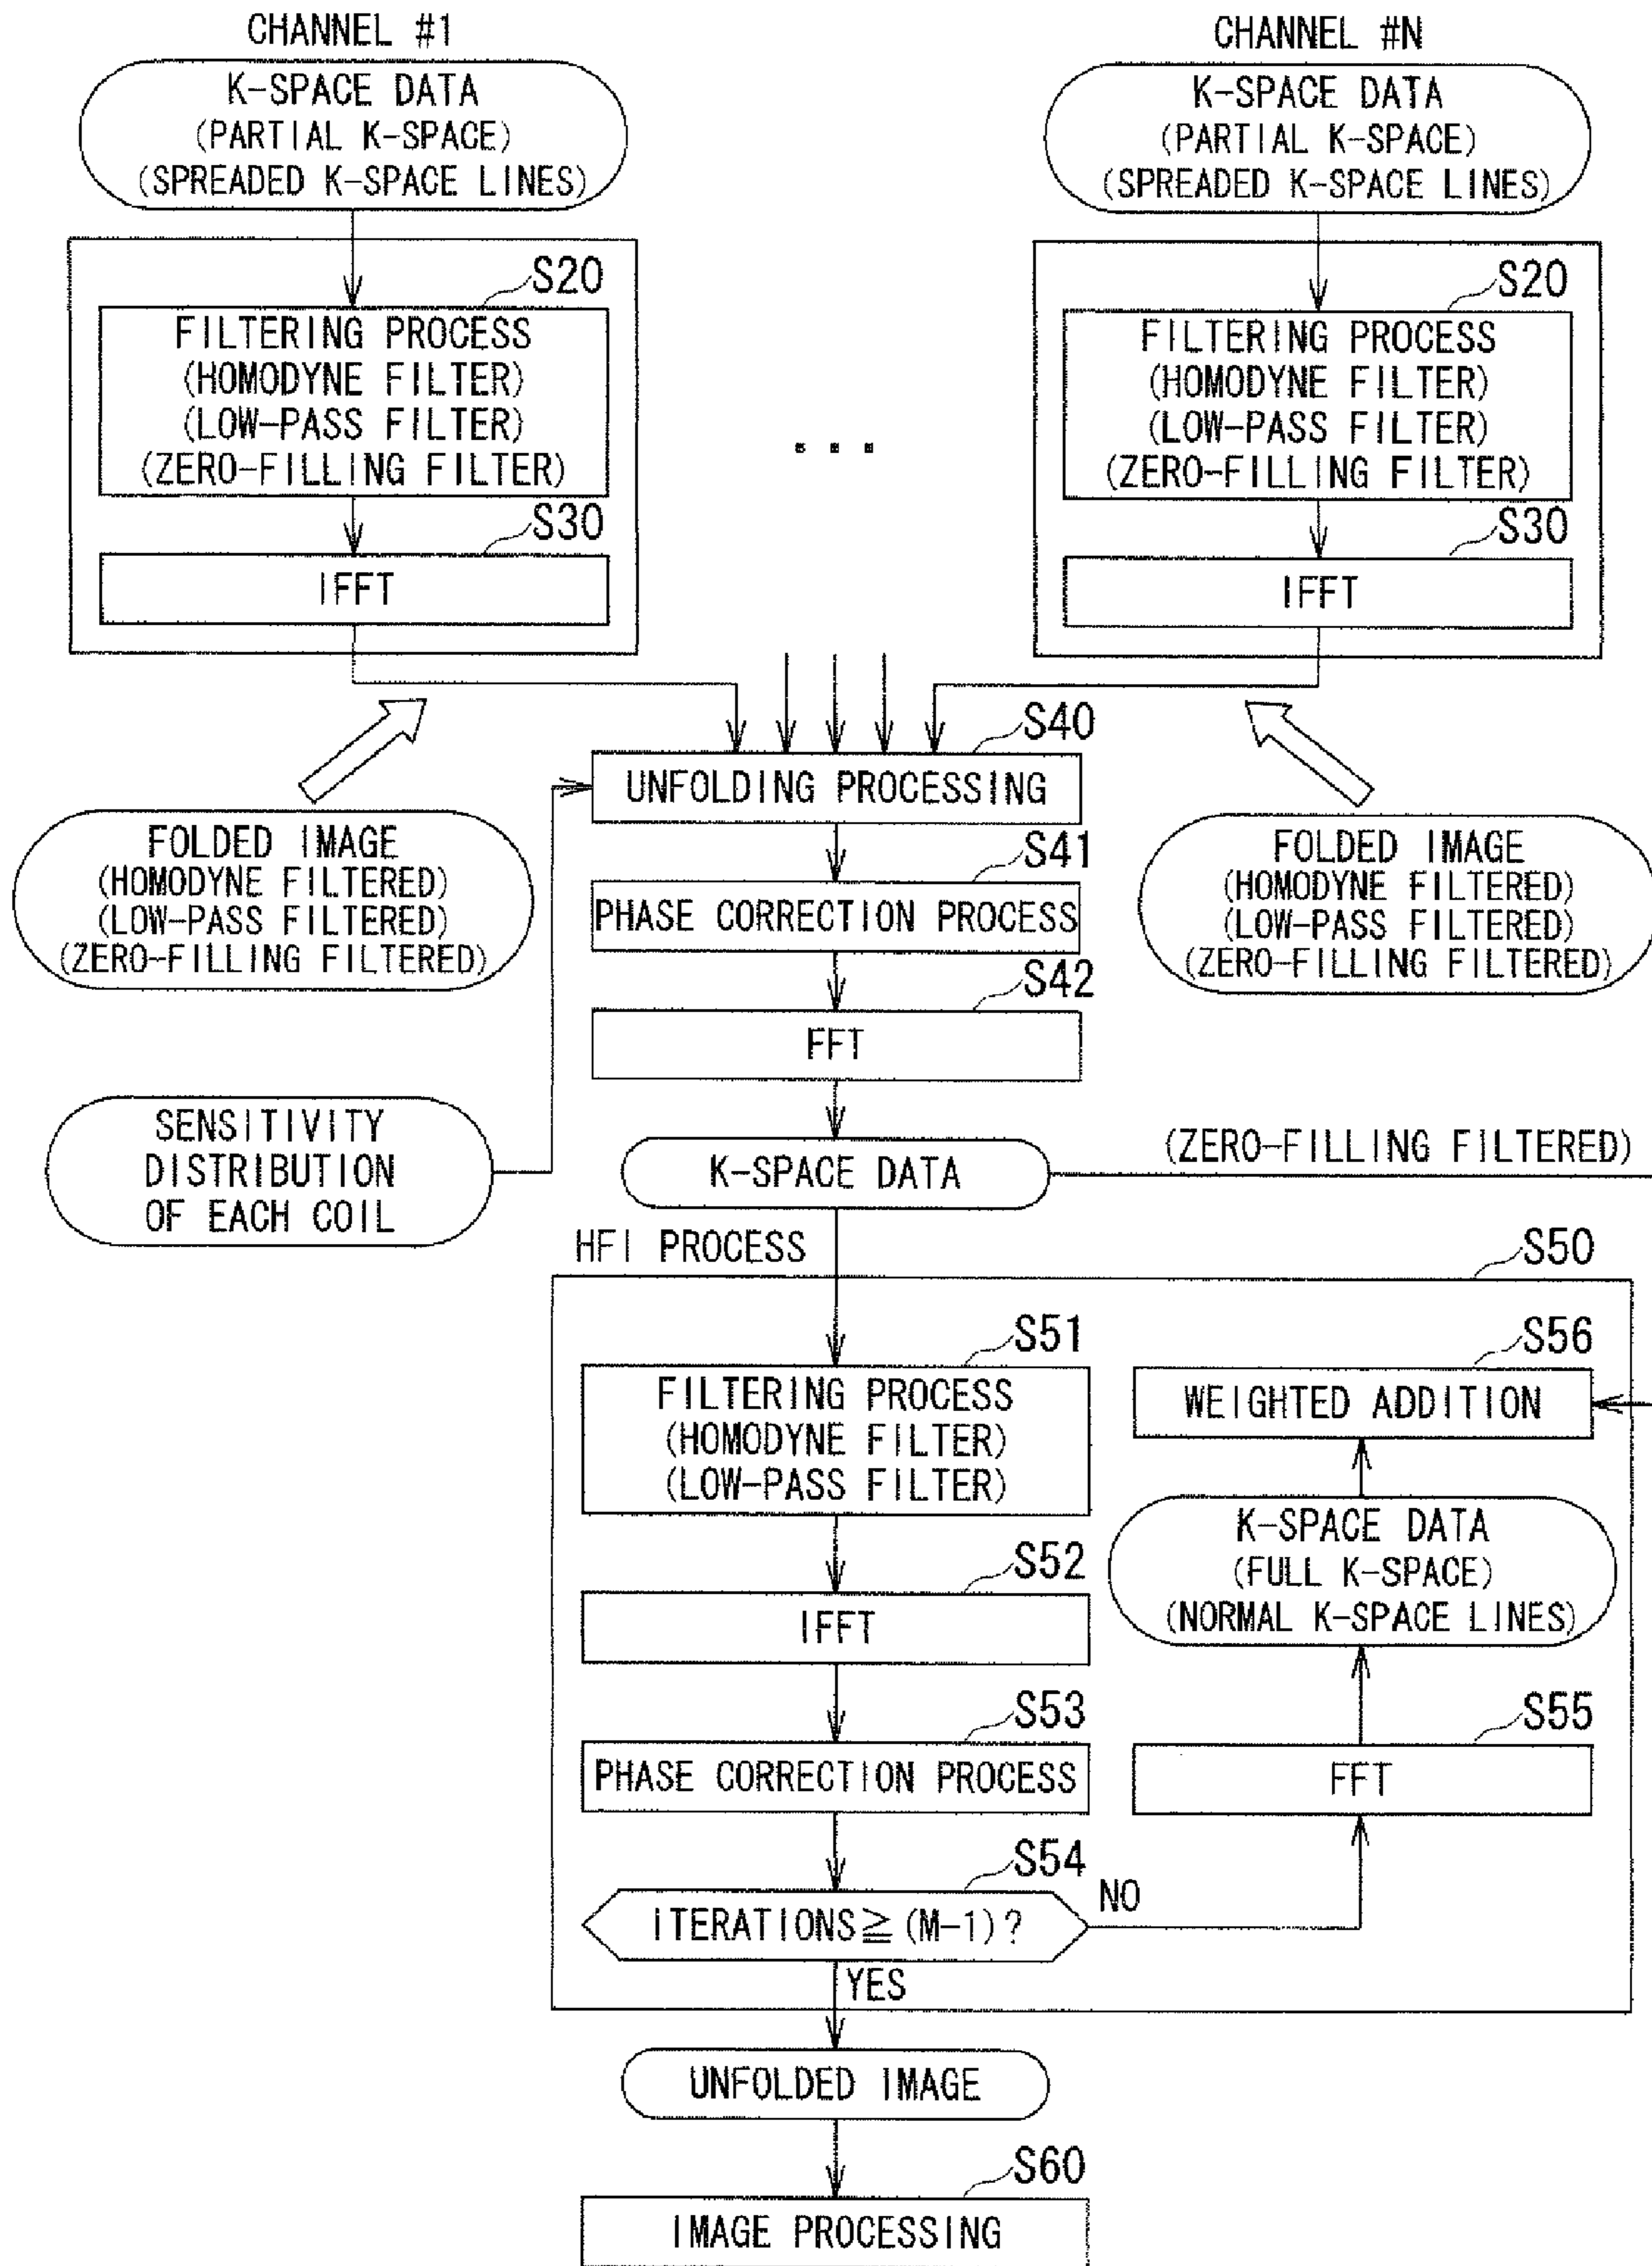 CHANNEL #1
K-SPACE DATA
(PARTIAL K-SPACE)
(SPREADED K-SPACE LINES)
S20
FILTERING PROCESS
(HOMODYNE FILTER)
(LOW-PASS FILTER)
(ZERO-FILLING FILTER)
S30
IFFT
CHANNEL #N
K-SPACE DATA
(PARTIAL K-SPACE)
(SPREADED K-SPACE LINES)
S20
FILTERING PROCESS
(HOMODYNE FILTER)
(LOW-PASS FILTER)
(ZERO-FILLING FILTER)
S30
IFFT
...
FOLDED IMAGE
(HOMODYNE FILTERED)
(LOW-PASS FILTERED)
(ZERO-FILLING FILTERED)
FOLDED IMAGE
(HOMODYNE FILTERED)
(LOW-PASS FILTERED)
(ZERO-FILLING FILTERED)
S40
UNFOLDING PROCESSING
S41
PHASE CORRECTION PROCESS
S42
FFT
SENSITIVITY
DISTRIBUTION
OF EACH COIL
K-SPACE DATA
(ZERO-FILLING FILTERED)
HFI PROCESS
S50
S51
FILTERING PROCESS
(HOMODYNE FILTER)
(LOW-PASS FILTER)
S52
IFFT
S53
PHASE CORRECTION PROCESS
S54
ITERATIONS≧(M-1)?
NO
YES
S56
WEIGHTED ADDITION
K-SPACE DATA
(FULL K-SPACE)
(NORMAL K-SPACE LINES)
S55
FFT
UNFOLDED IMAGE
S60
IMAGE PROCESSING